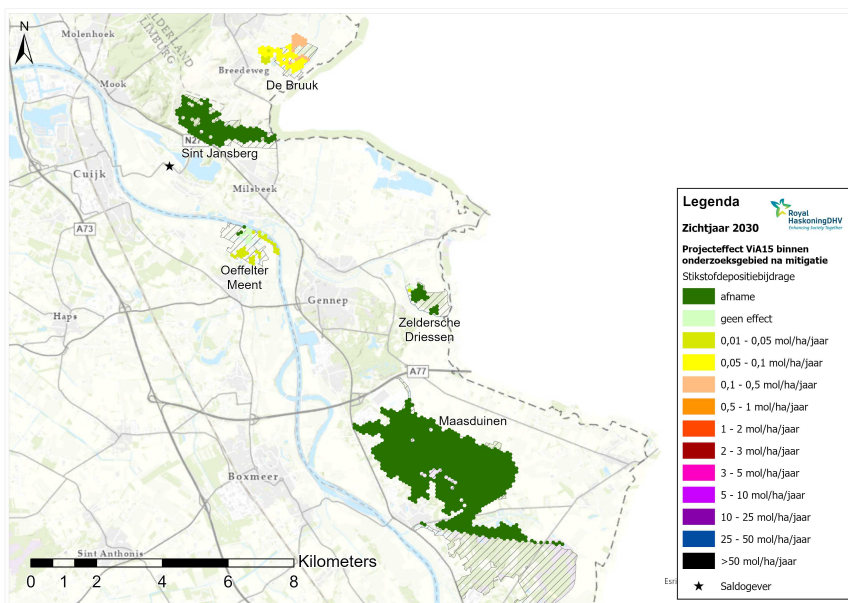 N
Molenhoek
GELDERLAND
LIMBURG
Breedeweg
De Bruuk
Mook
N27
Sint Jansberg
Cuijk
Milsbeek
A73
Oeffelter
Meent
Gennep
Haps
Zeldersche
Driessen
A77
Maasduinen
Boxmeer
Sint Anthonis
Kilometers
0 1 2 4 6 8
Esri
Legenda
Royal
HaskoningDHV
Enhancing Society Together
Zichtjaar 2030
Projecteffect ViA15 binnen
onderzoeksgebied na mitigatie
Stikstofdepositiebijdrage
afname
geen effect
0,01 - 0,05 mol/ha/jaar
0,05 - 0,1 mol/ha/jaar
0,1 - 0,5 mol/ha/jaar
0,5 - 1 mol/ha/jaar
1 - 2 mol/ha/jaar
2 - 3 mol/ha/jaar
3 - 5 mol/ha/jaar
5 - 10 mol/ha/jaar
10 - 25 mol/ha/jaar
25 - 50 mol/ha/jaar
>50 mol/ha/jaar
Saldogever